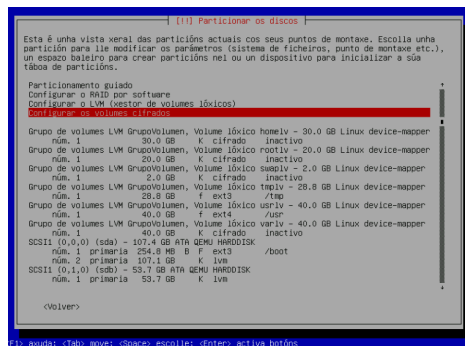 [!!] Particionar os discos
Esta é unha vista xeral das particións actuais cos seus puntos de montaxe. Escolla unha
partición para lle modificar os parámetros (sistema de ficheiros, punto de montaxe etc.),
un espazo baleiro para crear particións nel ou un dispositivo para inicializar a súa
táboa de particións.
Particionamento guiado
Configurar o RAID por software
Configurar o LVM (xestor de volumes lóxicos)
Configurar os volumes cifrados
Grupo de volumes LVM GrupoVolumen, Volume lóxico homelv - 30.0 GB Linux device-mapper
núm. 1 30.0 GB K cifrado inactivo
Grupo de volumes LVM GrupoVolumen, Volume lóxico rootlv - 20.0 GB Linux device-mapper
núm. 1 20.0 GB K cifrado inactivo
Grupo de volumes LVM GrupoVolumen, Volume lóxico swaplv - 2.0 GB Linux device-mapper
núm. 1 2.0 GB K cifrado inactivo
Grupo de volumes LVM GrupoVolumen, Volume lóxico tmplv - 28.8 GB Linux device-mapper
núm. 1 28.8 GB f ext3 /tmp
Grupo de volumes LVM GrupoVolumen, Volume lóxico usrlv - 40.0 GB Linux device-mapper
núm. 1 40.0 GB f ext4 /usr
Grupo de volumes LVM GrupoVolumen, Volume lóxico varlv - 40.0 GB Linux device-mapper
núm. 1 40.0 GB K cifrado inactivo
SCSI1 (0,0,0) (sda) - 107.4 GB ATA QEMU HARDDISK
núm. 1 primaria 254.8 MB B F ext3 /boot
núm. 2 primaria 107.1 GB K lvm
SCSI1 (0,1,0) (sdb) - 53.7 GB ATA QEMU HARDDISK
núm. 1 primaria 53.7 GB K lvm
<Volver>
F1> axuda; <Tab> move; <Space> escolle; <Enter> activa botóns